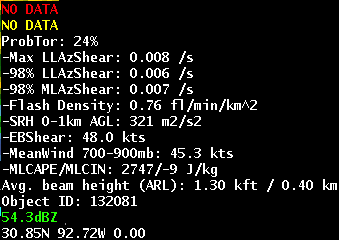 NO DATA
NO DATA
ProbTor: 24%
-Max LLAzShear: 0.008 /s
-98% LLAzShear: 0.006 /s
-98% MLAzShear: 0.007 /s
-Flash Density: 0.76 fl/min/km^2
-SRH 0-1km AGL: 321 m2/s2
-EBShear: 48.0 kts
-MeanWind 700-900mb: 45.3 kts
-MLCAPE/MLCIN: 2747/-9 J/kg
Avg. beam height (ARL): 1.30 kft / 0.40 km
Object ID: 132081
54.3dBZ
30.85N 92.72W 0.00